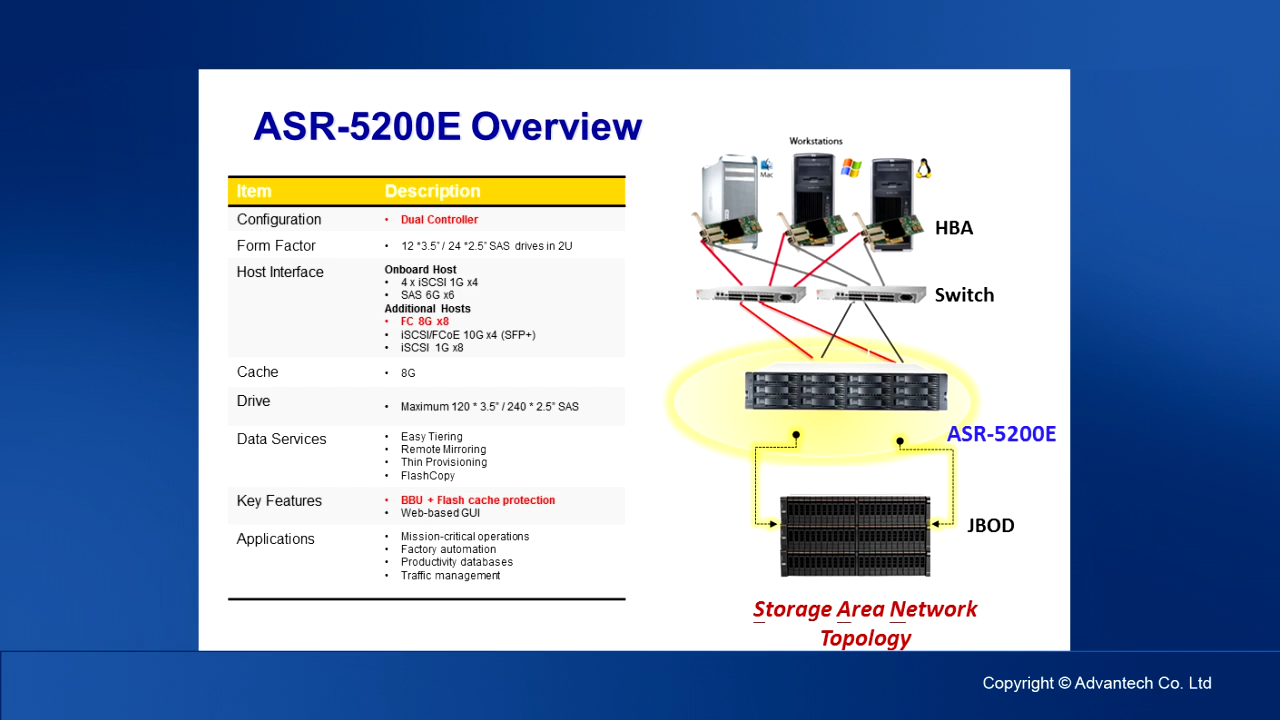 ASR-5200E Overview
Item Description
Configuration • Dual Controller
Form Factor • 12 *3.5” / 24 *2.5” SAS drives in 2U
Host Interface Onboard Host
• 4 x iSCSI 1G x4
• SAS 6G x6
Additional Hosts
• FC 8G x8
• iSCSI/FCoE 10G x4 (SFP+)
• iSCSI 1G x8
Cache • 8G
Drive • Maximum 120 * 3.5” / 240 * 2.5” SAS
Data Services • Easy Tiering
• Remote Mirroring
• Thin Provisioning
• FlashCopy
Key Features • BBU + Flash cache protection
• Web-based GUI
Applications • Mission-critical operations
• Factory automation
• Productivity databases
• Traffic management
Workstations
Mac
HBA
Switch
ASR-5200E
JBOD
Storage Area Network
Topology
Copyright © Advantech Co. Ltd